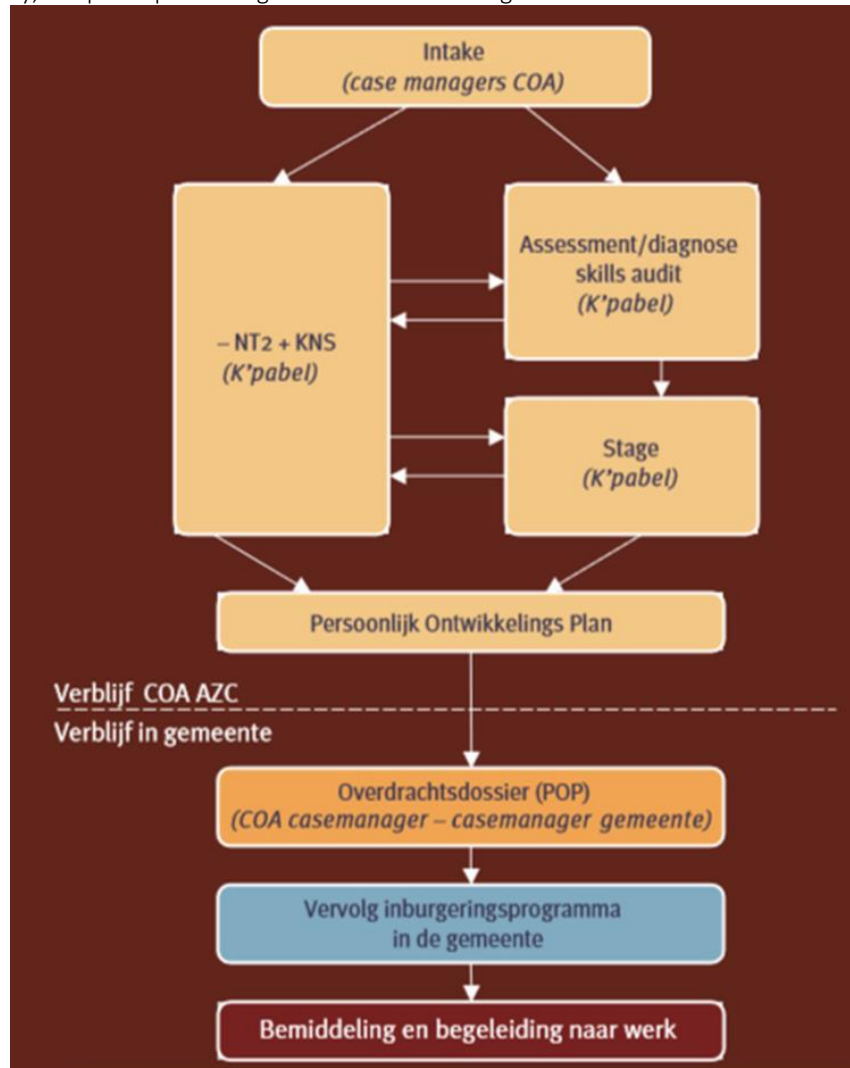 Intake
(case managers COA)
– NT2 + KNS
(K'pabel)
Assessment/diagnose
skills audit
(K'pabel)
Stage
(K'pabel)
Persoonlijk Ontwikkelings Plan
Verblijf COA AZC
Verblijf in gemeente
Overdrachtsdossier (POP)
(COA casemanager – casemanager gemeente)
Vervolg inburgeringsprogramma
in de gemeente
Bemiddeling en begeleiding naar werk